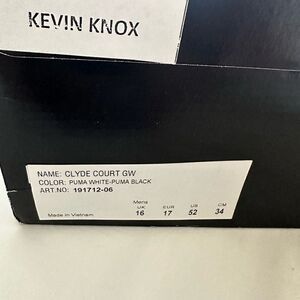 KEVIN KNOX
NAME: CLYDE COURT GW
COLOR: PUMA WHITE-PUMA BLACK
ART.NO: 191712-06
Mens
UK EUR US CM
Made in Vietnam 16 17 52 34